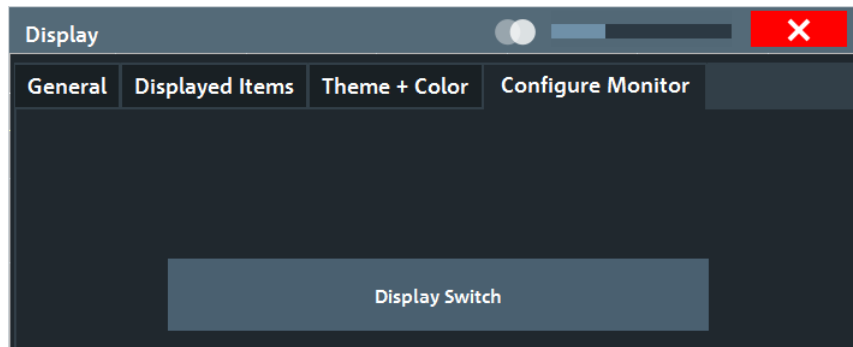 Display
General Displayed Items Theme + Color Configure Monitor
Display Switch